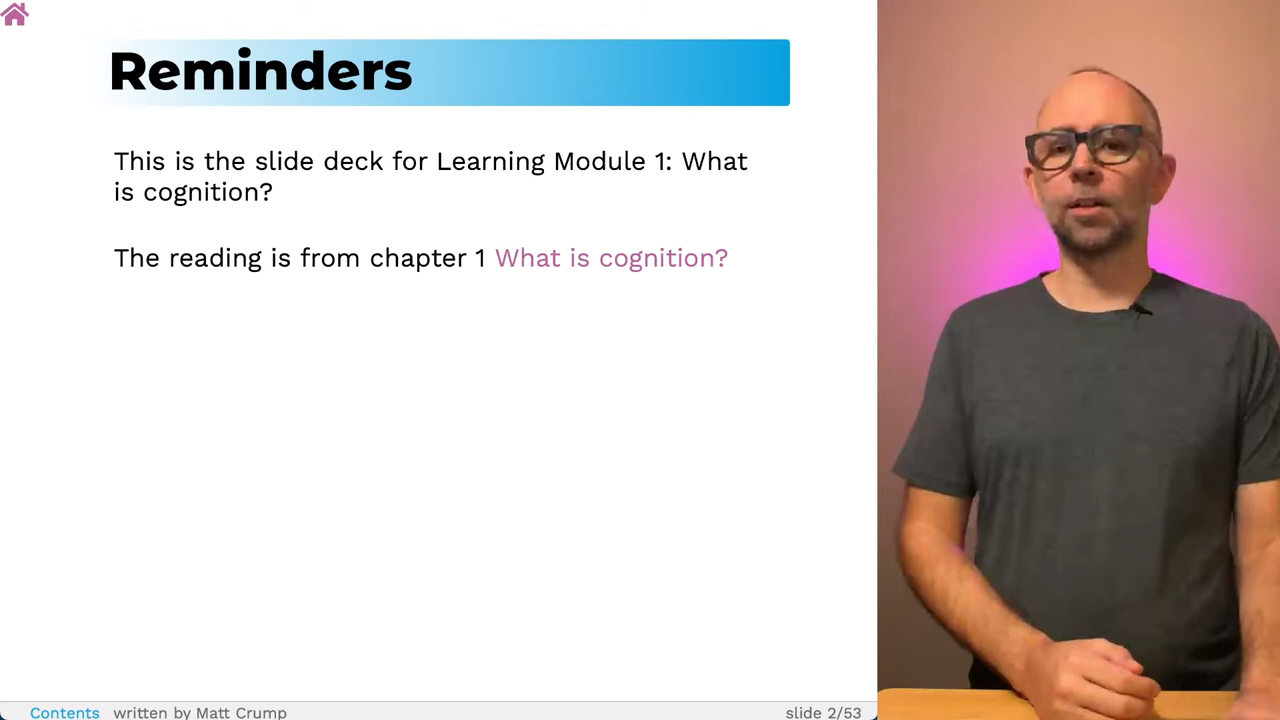 Reminders
This is the slide deck for Learning Module 1: What
is cognition?
The reading is from chapter 1 What is cognition?
Contents written by Matt Crump slide 2/53